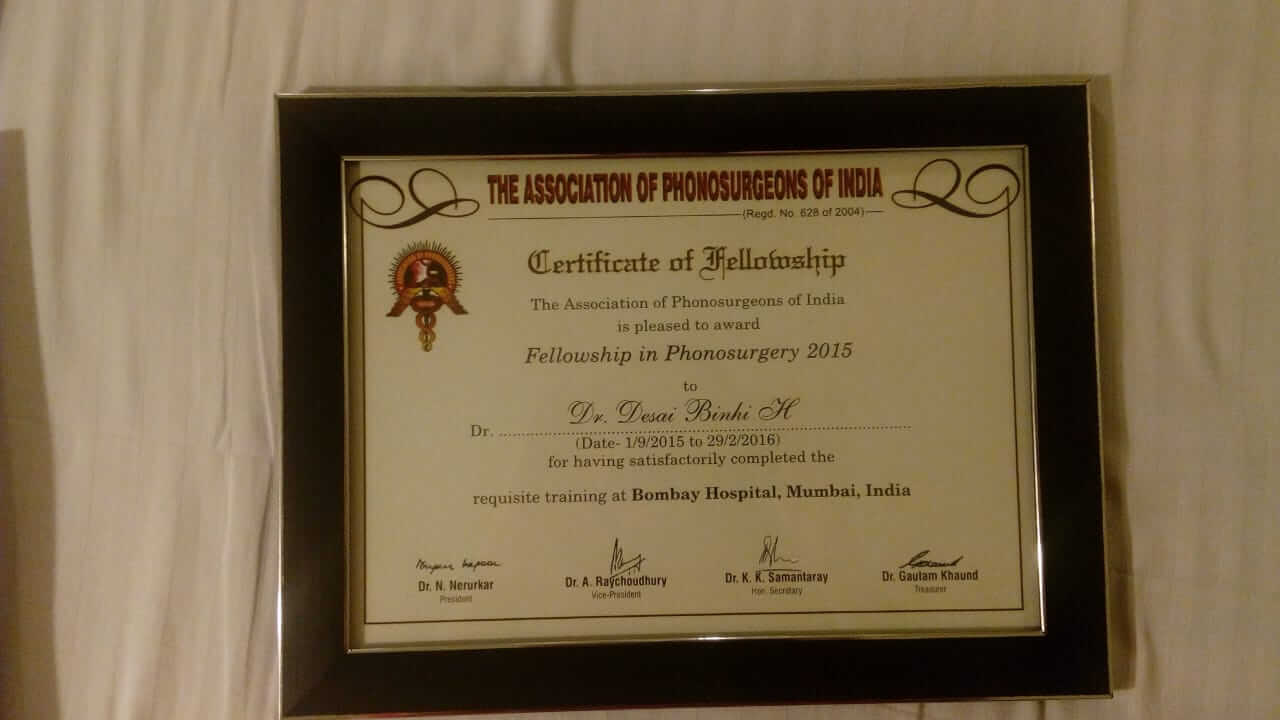 THE ASSOCIATION OF PHONOSURGEONS OF INDIA
(Regd. No. 628 of 2004)
Certificate of Fellowship
The Association of Phonosurgeons of India
is pleased to award
Fellowship in Phonosurgery 2015
to
Dr. Dr. Desai Binhi H
(Date- 1/9/2015 to 29/2/2016)
for having satisfactorily completed the
requisite training at Bombay Hospital, Mumbai, India
Dr. N. Nerurkar
President
Dr. A. Raychoudhury
Vice-President
Dr. K. K. Samantaray
Hon. Secretary
Dr. Gautam Khaund
Treasurer